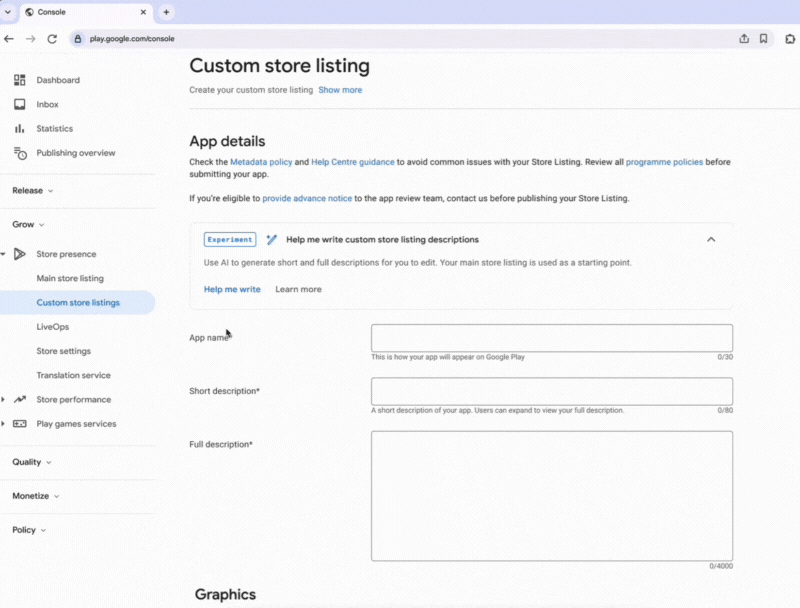 Console
play.google.com/console
Dashboard
Inbox
Statistics
Publishing overview
Release
Grow
Store presence
Main store listing
Custom store listings
LiveOps
Store settings
Translation service
Store performance
Play games services
Quality
Monetize
Policy
Custom store listing
Create your custom store listing Show more
App details
Check the Metadata policy and Help Centre guidance to avoid common issues with your Store Listing. Review all programme policies before
submitting your app.
If you're eligible to provide advance notice to the app review team, contact us before publishing your Store Listing.
Experiment Help me write custom store listing descriptions
Use AI to generate short and full descriptions for you to edit. Your main store listing is used as a starting point.
Help me write Learn more
App name*
This is how your app will appear on Google Play 0/30
Short description*
A short description of your app. Users can expand to view your full description. 0/80
Full description*
0/4000
Graphics